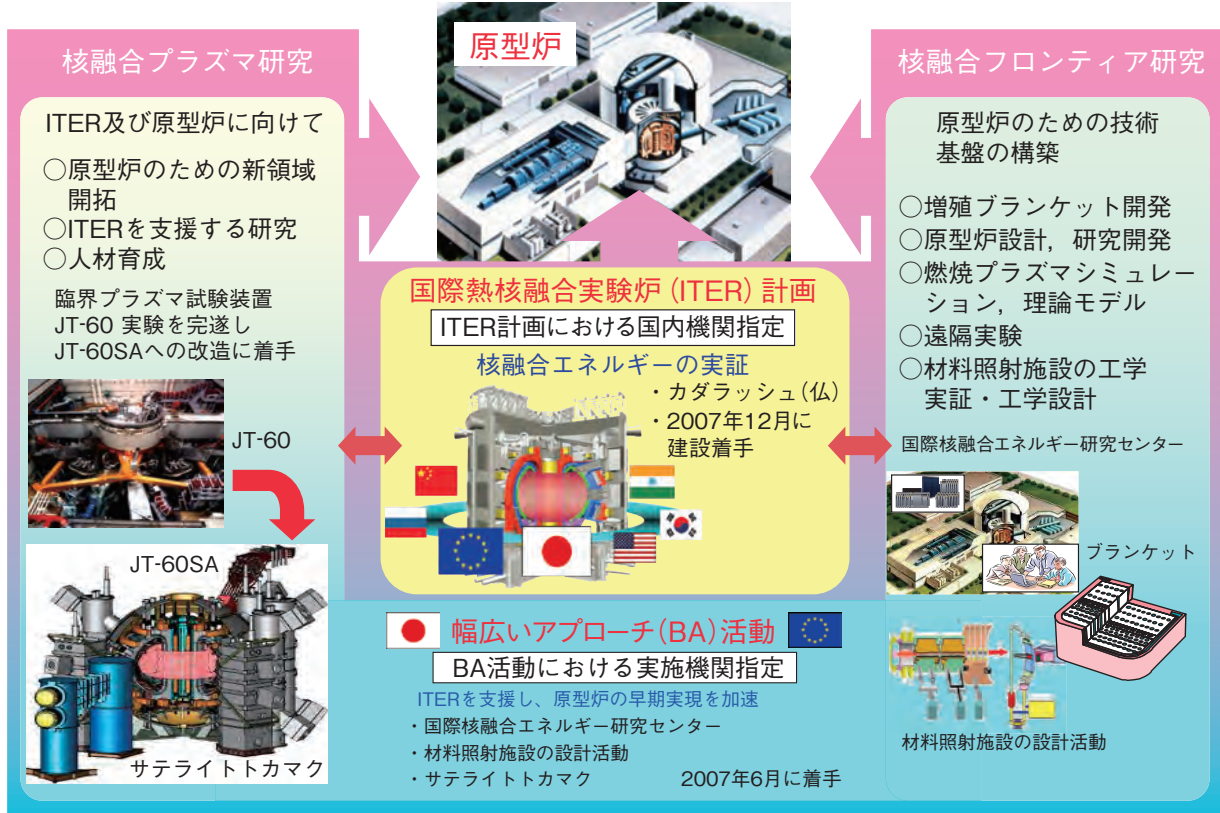 原型炉
核融合プラズマ研究
ITER及び原型炉に向けて
○原型炉のための新領域
開拓
○ITERを支援する研究
○人材育成
臨界プラズマ試験装置
JT-60 実験を完遂し
JT-60SAへの改造に着手
JT-60
JT-60SA
サテライトトカマク
国際熱核融合実験炉(ITER)計画
ITER計画における国内機関指定
核融合エネルギーの実証
・カダラッシュ(仏)
・2007年12月に
建設着手
幅広いアプローチ(BA)活動
BA活動における実施機関指定
ITERを支援し、原型炉の早期実現を加速
・国際核融合エネルギー研究センター
・材料照射施設の設計活動
・サテライトトカマク 2007年6月に着手
核融合フロンティア研究
原型炉のための技術
基盤の構築
○増殖ブランケット開発
○原型炉設計，研究開発
○燃焼プラズマシミュレー
ション，理論モデル
○遠隔実験
○材料照射施設の工学
実証・工学設計
国際核融合エネルギー研究センター
ブランケット
材料照射施設の設計活動